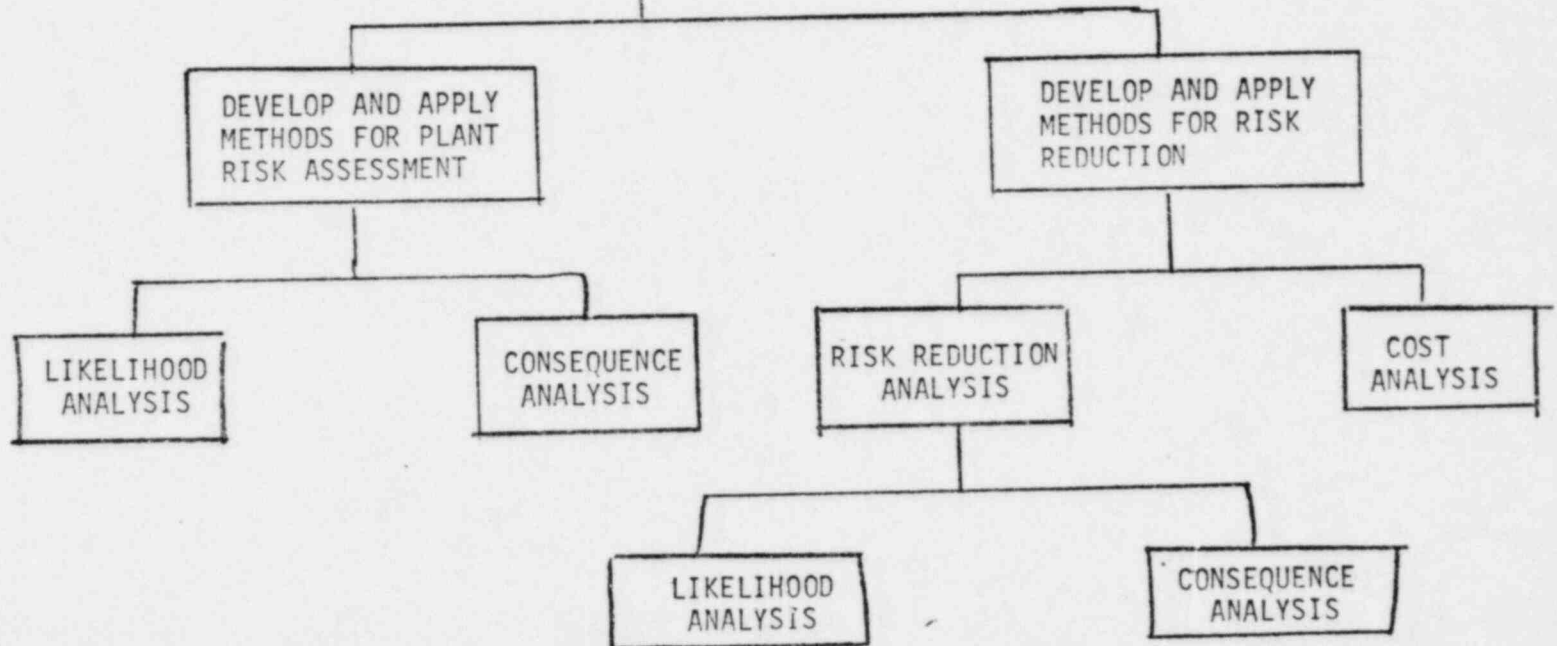 DEVELOP AND APPLY
METHODS FOR PLANT
RISK ASSESSMENT
DEVELOP AND APPLY
METHODS FOR RISK
REDUCTION
LIKELIHOOD
ANALYSIS
CONSEQUENCE
ANALYSIS
RISK REDUCTION
ANALYSIS
COST
ANALYSIS
LIKELIHOOD
ANALYSIS
CONSEQUENCE
ANALYSIS